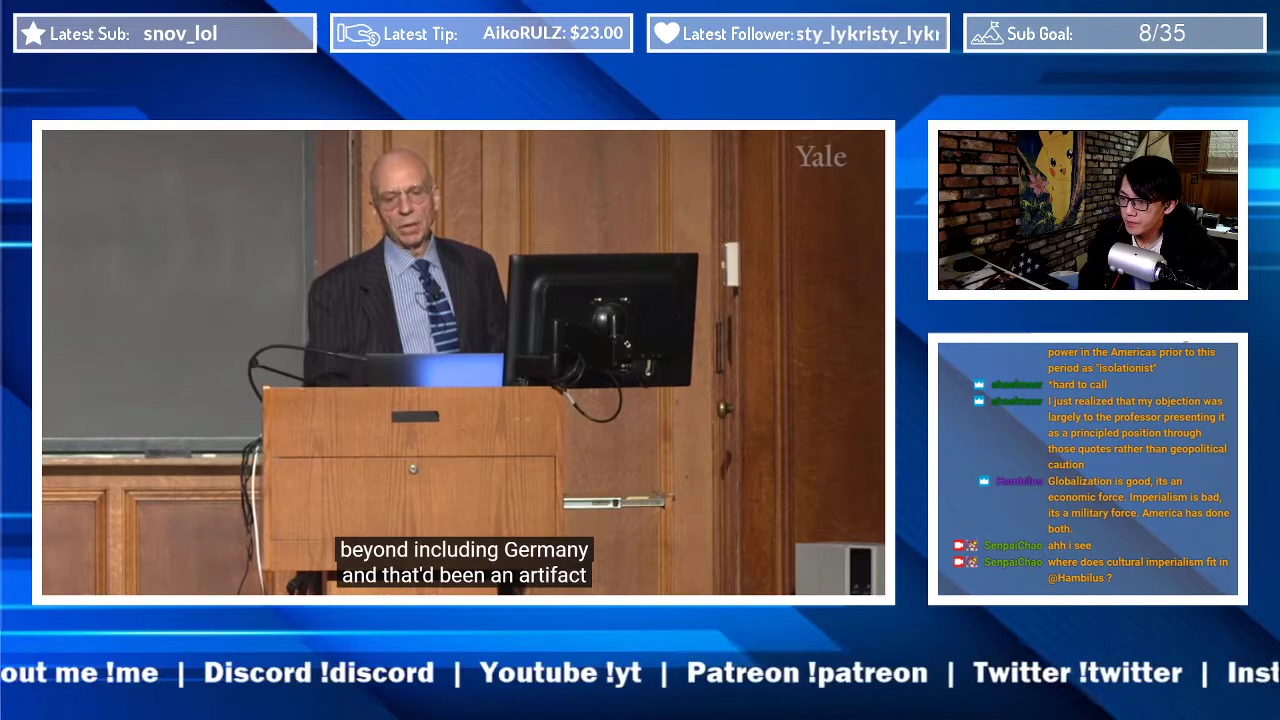 Latest Sub: snov_lol
Latest Tip: AikoRULZ: $23.00
Latest Follower: sty_lykristy_lykr
Sub Goal: 8/35
Yale
beyond including Germany
and that'd been an artifact
power in the Americas prior to this
period as "isolationist"
*hard to call
I just realized that my objection was
largely to the professor presenting it
as a principled position through
those quotes rather than geopolitical
caution
Hambilus Globalization is good, its an
economic force. Imperialism is bad,
its a military force. America has done
both.
SenpaiChao ahh i see
SenpaiChao where does cultural imperialism fit in
@Hambilus ?
out me !me | Discord !discord | Youtube !yt | Patreon !patreon | Twitter !twitter | Inst